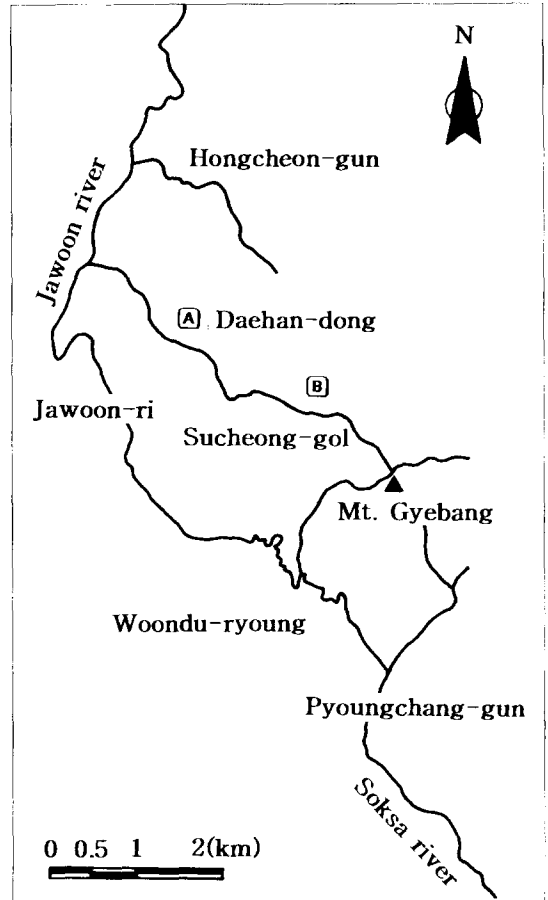 N
Hongcheon-gun
Jawoon river
A Daehan-dong
B
Jawoon-ri
Sucheong-gol
Mt. Gyebang
Woondu-ryoung
Pyoungchang-gun
Soksa river
0 0.5 1 2(km)